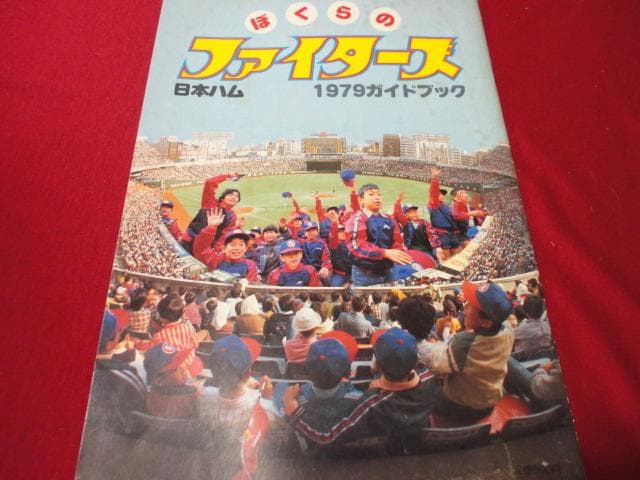 ぼくらの
ファイターズ
日本ハム 1979ガイドブック